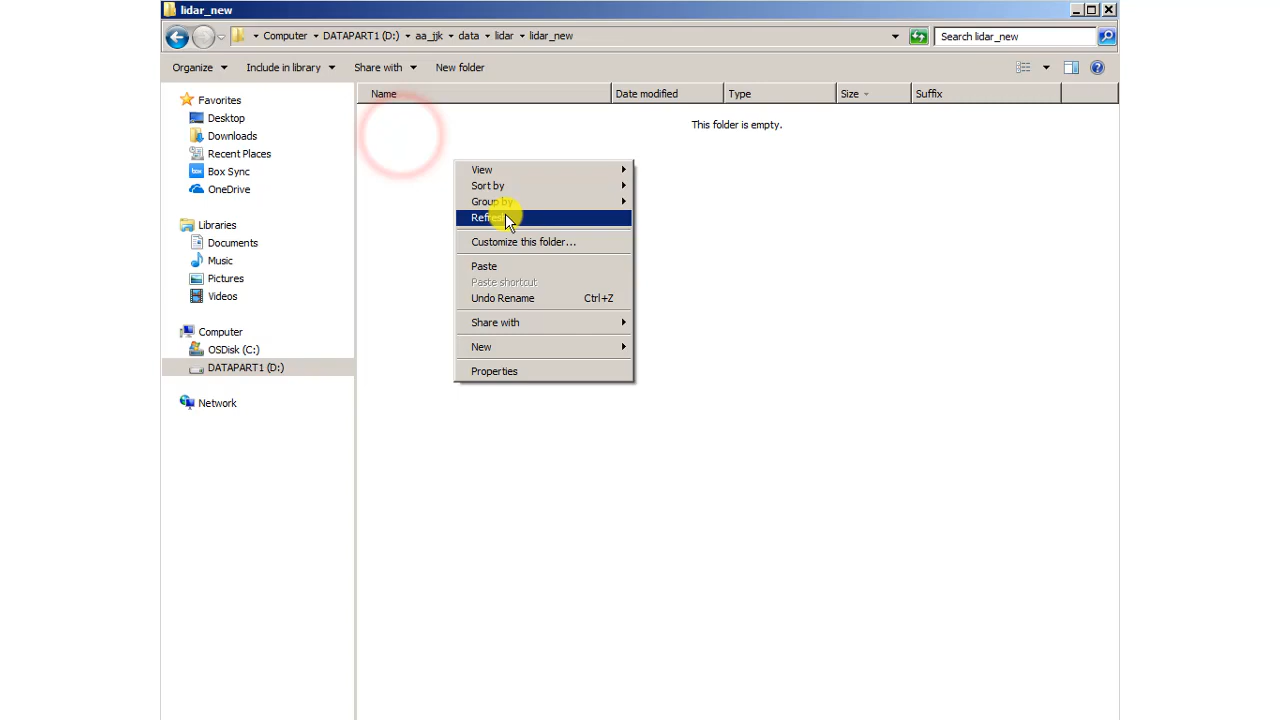 lidar_new
Computer DATAPART1 (D:) aa_jjk data lidar lidar_new
Search lidar_new
Organize Include in library Share with New folder
Name Date modified Type Size Suffix
This folder is empty.
Favorites
Desktop
Downloads
Recent Places
Box Sync
OneDrive
Libraries
Documents
Music
Pictures
Videos
Computer
OSDisk (C:)
DATAPART1 (D:)
Network
View
Sort by
Group by
Refresh
Customize this folder...
Paste
Paste shortcut
Undo Rename Ctrl+Z
Share with
New
Properties